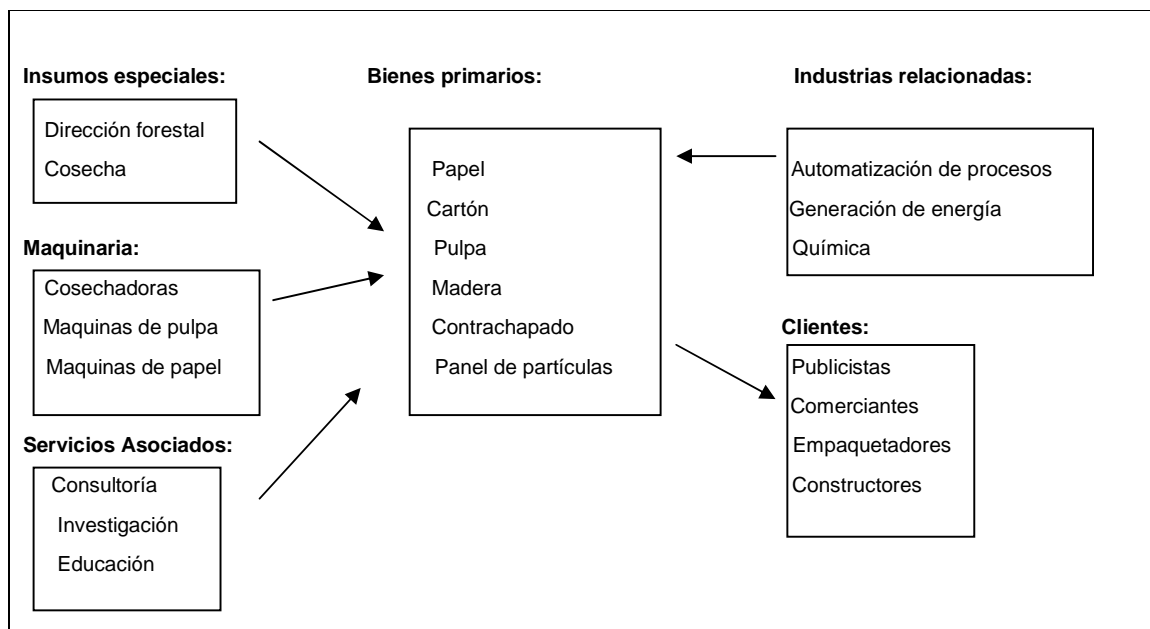 Insumos especiales:
Dirección forestal
Cosecha
Maquinaria:
Cosechadoras
Maquinas de pulpa
Maquinas de papel
Servicios Asociados:
Consultoría
Investigación
Educación
Bienes primarios:
Papel
Cartón
Pulpa
Madera
Contrachapado
Panel de partículas
Industrias relacionadas:
Automatización de procesos
Generación de energía
Química
Clientes:
Publicistas
Comerciantes
Empaquetadores
Constructores